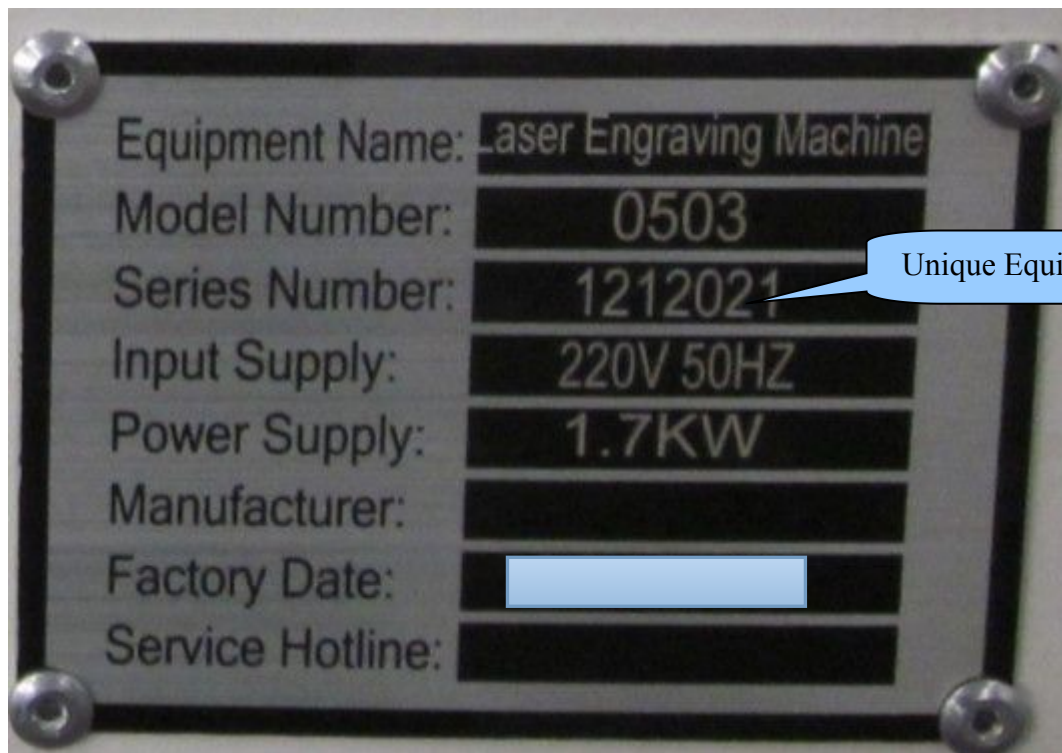 Equipment Name: Laser Engraving Machine
Model Number: 0503
Series Number: 1212021
Unique Equi
Input Supply: 220V 50HZ
Power Supply: 1.7KW
Manufacturer:
Factory Date:
Service Hotline: